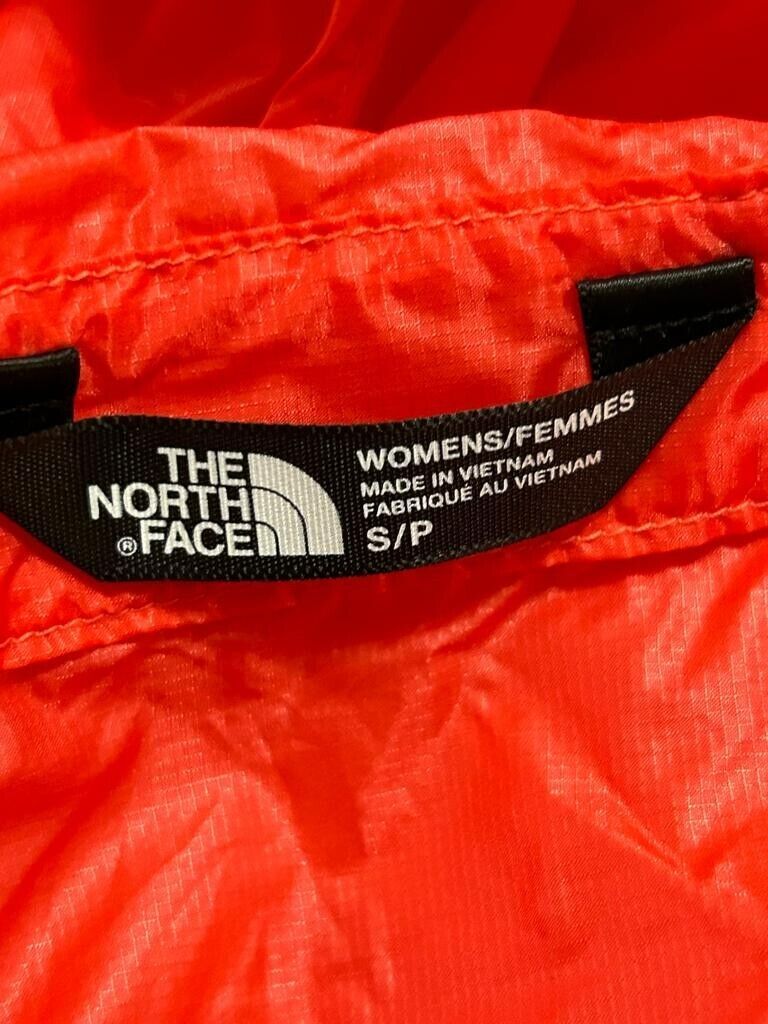 THE
NORTH
®FACE
WOMENS/FEMMES
MADE IN VIETNAM
FABRIQUÉ AU VIETNAM
S/P